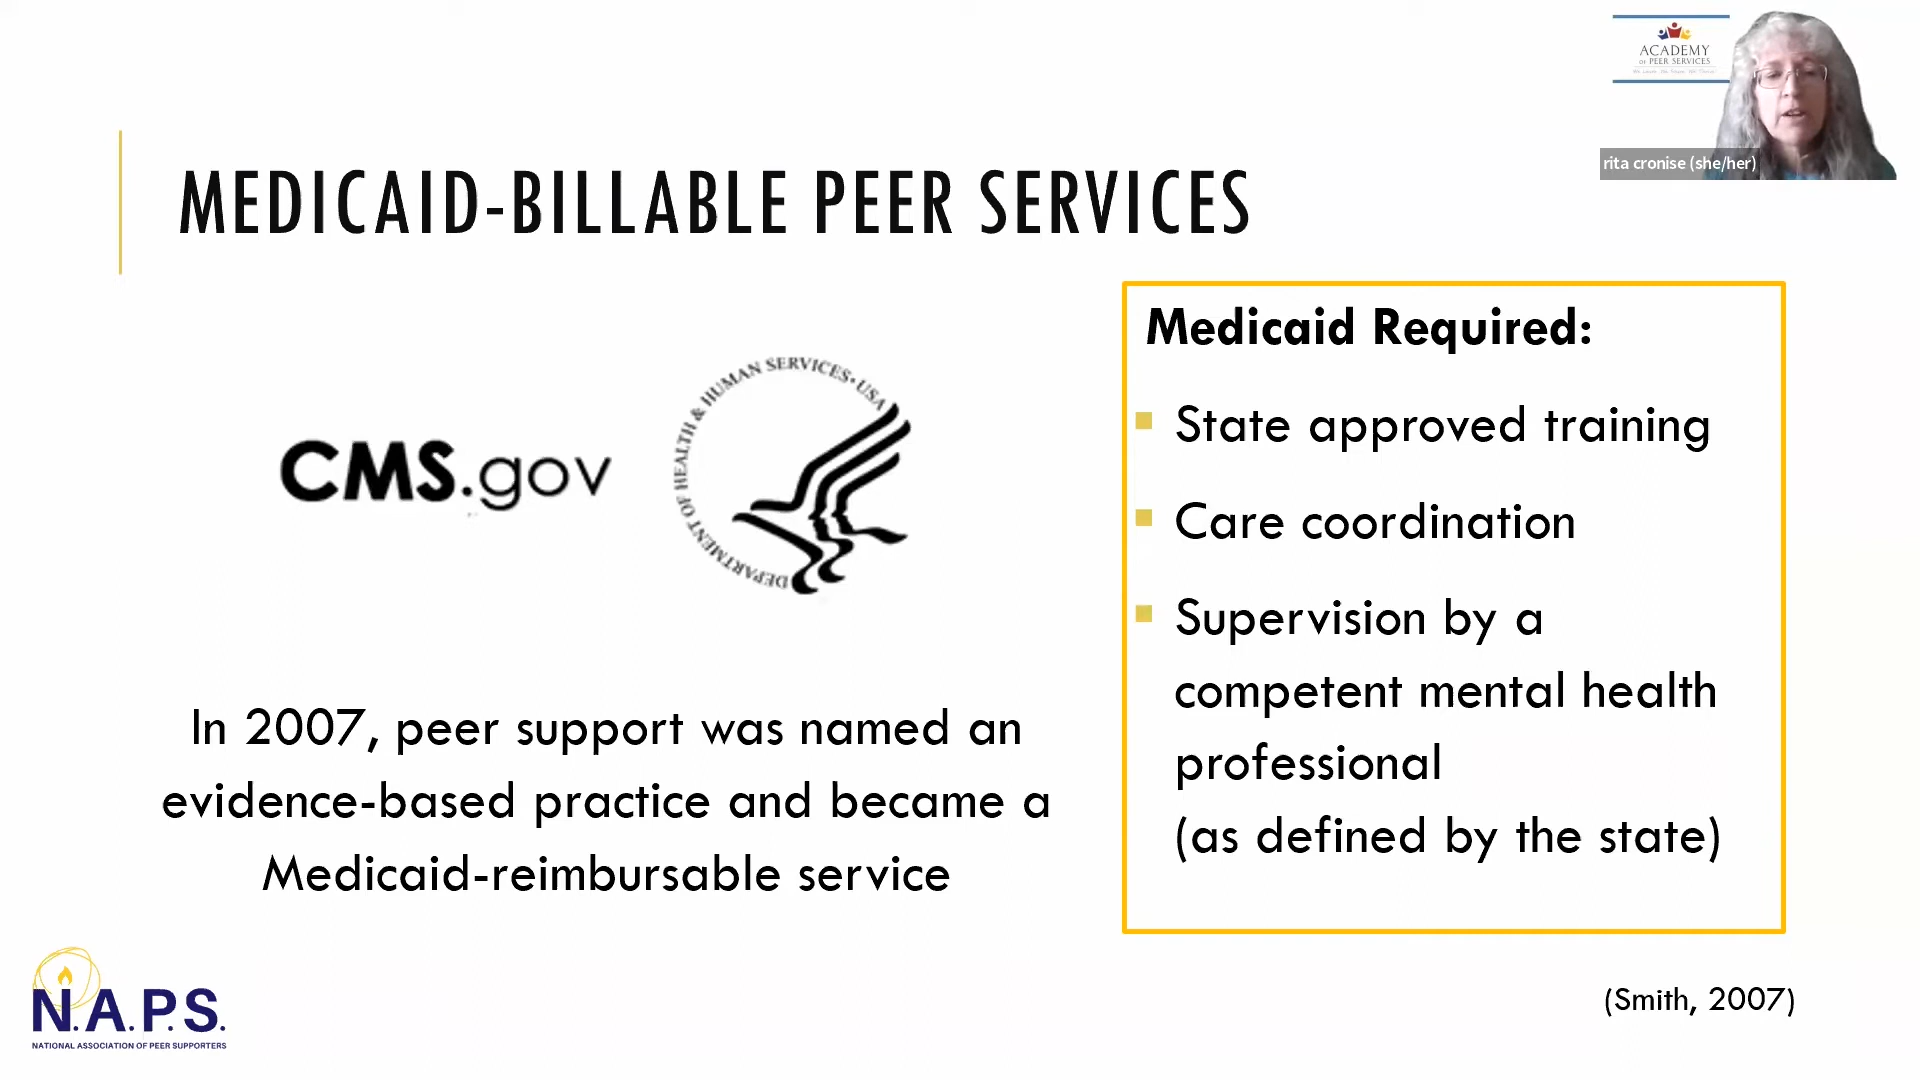 ACADEMY
OF PEER SERVICES
rita cronise (she/her)
MEDICAID-BILLABLE PEER SERVICES
CMS.gov
DEPARTMENT OF HEALTH & HUMAN SERVICES • USA
In 2007, peer support was named an
evidence-based practice and became a
Medicaid-reimbursable service
Medicaid Required:
State approved training
Care coordination
Supervision by a
competent mental health
professional
(as defined by the state)
(Smith, 2007)
N.A.P.S.
NATIONAL ASSOCIATION OF PEER SUPPORTERS